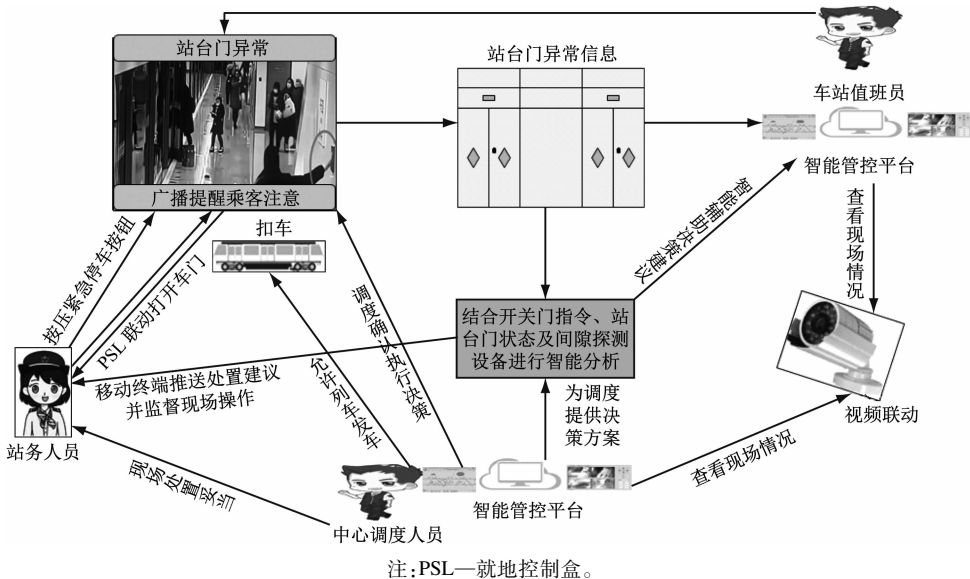 站台门异常
广播提醒乘客注意
站台门异常信息
车站值班员
智能管控平台
查看现场情况
视频联动
智能辅助决策建议
扣车
按压紧急停车按钮
PSL 联动打开车门
调度确认执行决策
允许列车发车
结合开关门指令、站
台门状态及间隙探测
设备进行智能分析
移动终端推送处置建议
并监督现场操作
为调度
提供决
策方案
查看现场情况
站务人员
现场处置妥当
智能管控平台
中心调度人员
注:PSL—就地控制盒。